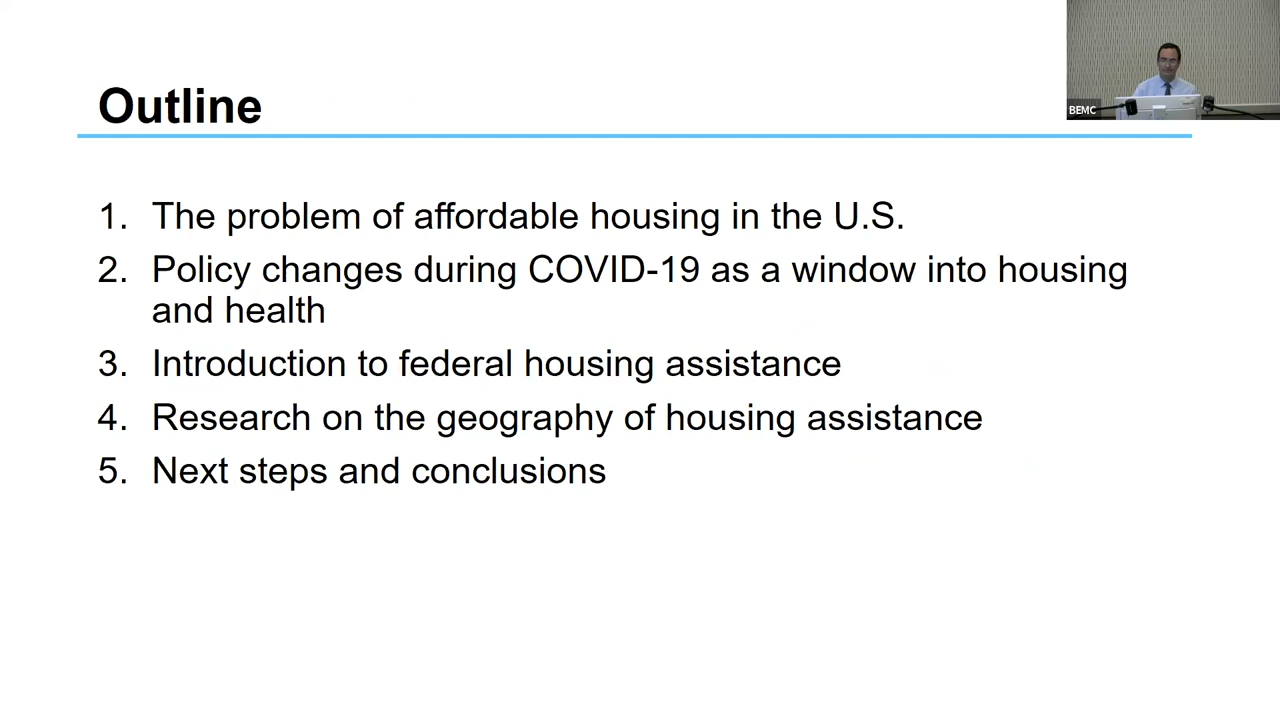 Outline
BEMC
1. The problem of affordable housing in the U.S.
2. Policy changes during COVID-19 as a window into housing
and health
3. Introduction to federal housing assistance
4. Research on the geography of housing assistance
5. Next steps and conclusions